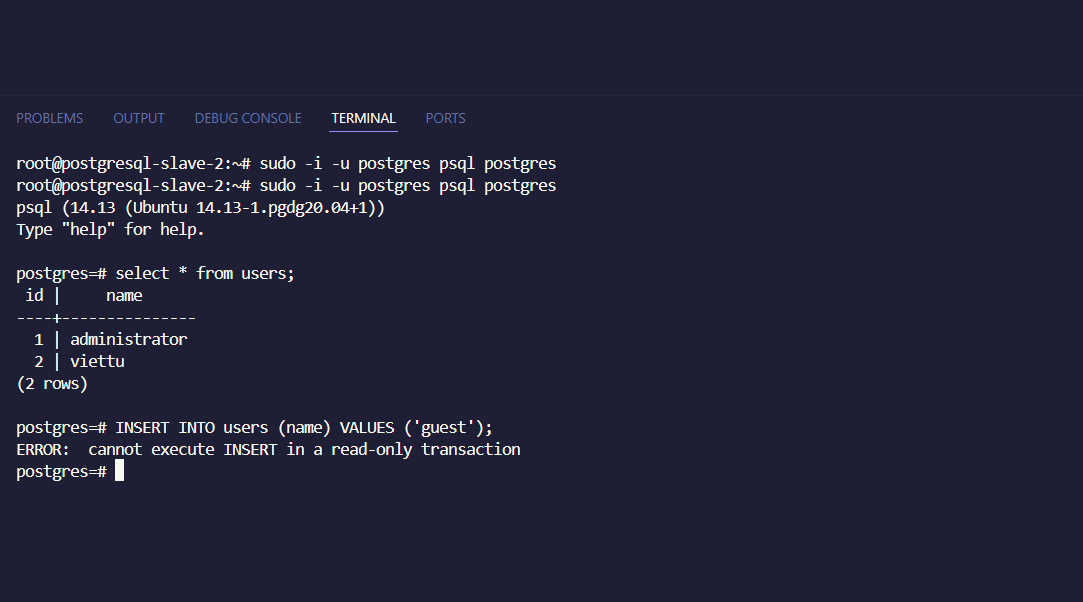 PROBLEMS OUTPUT DEBUG CONSOLE TERMINAL PORTS
root@postgresql-slave-2:~# sudo -i -u postgres psql postgres
root@postgresql-slave-2:~# sudo -i -u postgres psql postgres
psql (14.13 (Ubuntu 14.13-1.pgdg20.04+1))
Type "help" for help.
postgres=# select * from users;
 id |     name
----+---------------
  1 | administrator
  2 | viettu
(2 rows)
postgres=# INSERT INTO users (name) VALUES ('guest');
ERROR:  cannot execute INSERT in a read-only transaction
postgres=#